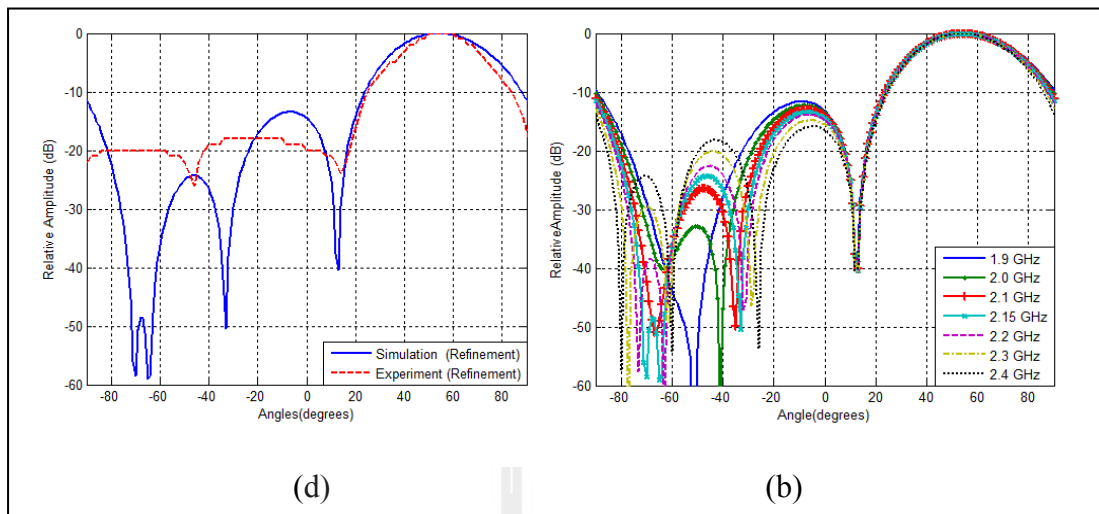 0
-10
-20
-30
-40
-50
-60
Relative Amplitude (dB)
-80 -60 -40 -20 0 20 40 60 80
Angles(degrees)
Simulation (Refinement)
Experiment (Refinement)
(d)
0
-10
-20
-30
-40
-50
-60
RelativeAmplitude (dB)
-80 -60 -40 -20 0 20 40 60 80
Angle(degrees)
1.9 GHz
2.0 GHz
2.1 GHz
2.15 GHz
2.2 GHz
2.3 GHz
2.4 GHz
(b)